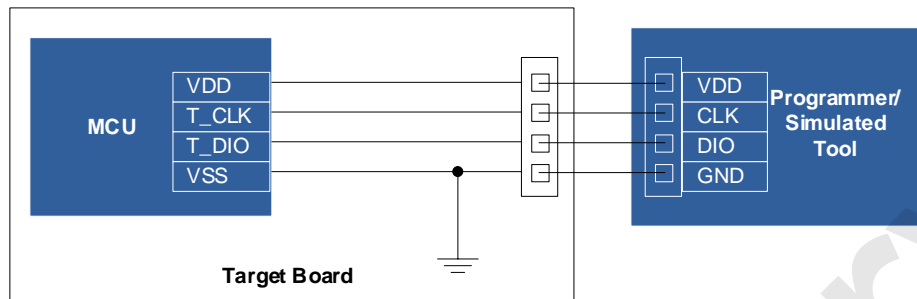 MCU
VDD
T_CLK
T_DIO
VSS
VDD
CLK
DIO
GND
Programmer/
Simulated
Tool
Target Board